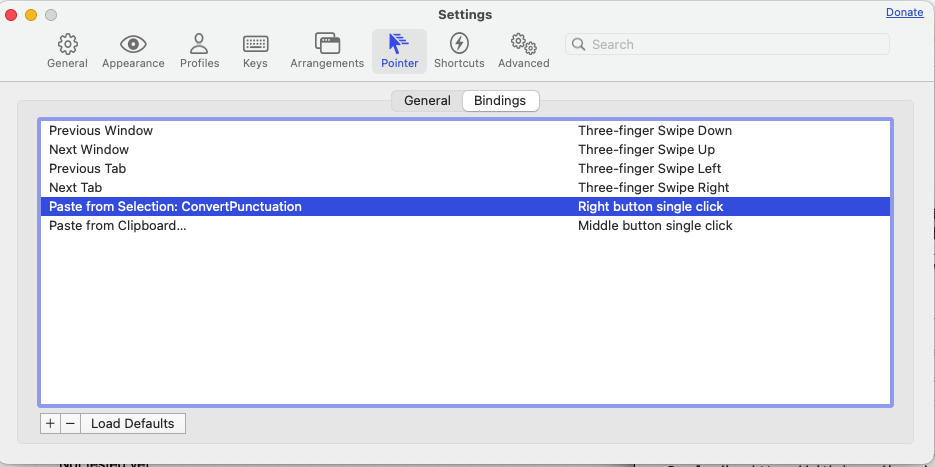 Settings
Donate
General
Appearance
Profiles
Keys
Arrangements
Pointer
Shortcuts
Advanced
Search
General
Bindings
Previous Window Three-finger Swipe Down
Next Window Three-finger Swipe Up
Previous Tab Three-finger Swipe Left
Next Tab Three-finger Swipe Right
Paste from Selection: ConvertPunctuation Right button single click
Paste from Clipboard... Middle button single click
+ − Load Defaults